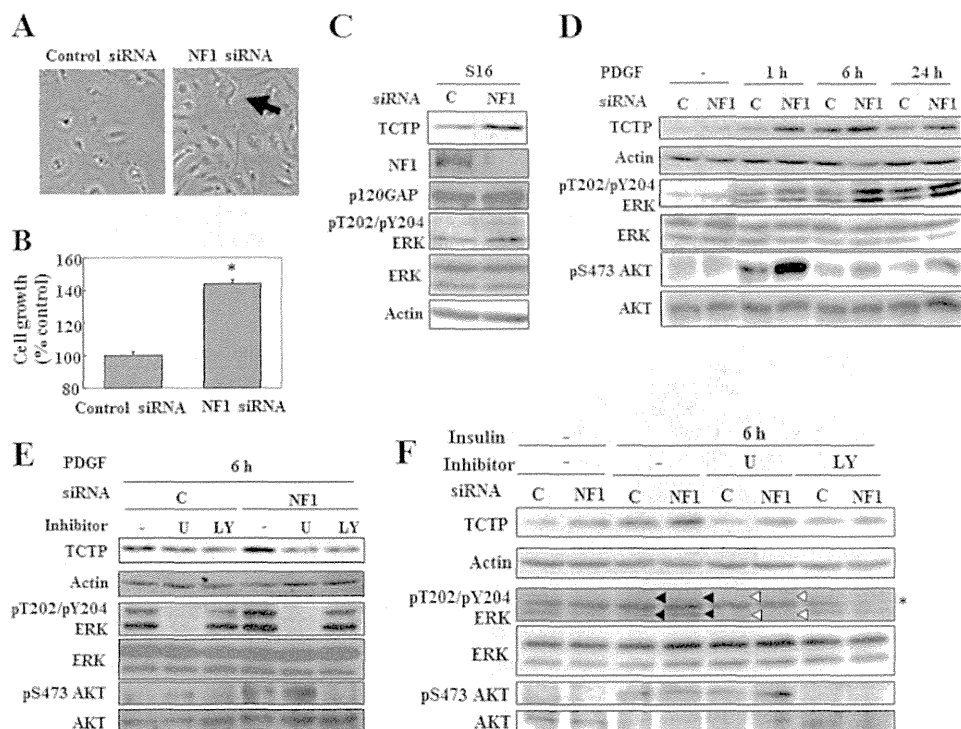 A
Control siRNA NF1 siRNA
B
Cell growth
(% control)
160
140
120
100
80
*
Control siRNA NF1 siRNA
C
S16
siRNA C NF1
TCTP
NF1
p120GAP
pT202/pY204
ERK
ERK
Actin
D
PDGF - 1 h 6 h 24 h
siRNA C NF1 C NF1 C NF1 C NF1
TCTP
Actin
pT202/pY204
ERK
ERK
pS473 AKT
AKT
E
PDGF 6 h
siRNA C NF1
Inhibitor - U LY - U LY
TCTP
Actin
pT202/pY204
ERK
ERK
pS473 AKT
AKT
F
Insulin - 6 h
Inhibitor - - U LY
siRNA C NF1 C NF1 C NF1 C NF1
TCTP
Actin
pT202/pY204
ERK
*
ERK
pS473 AKT
AKT